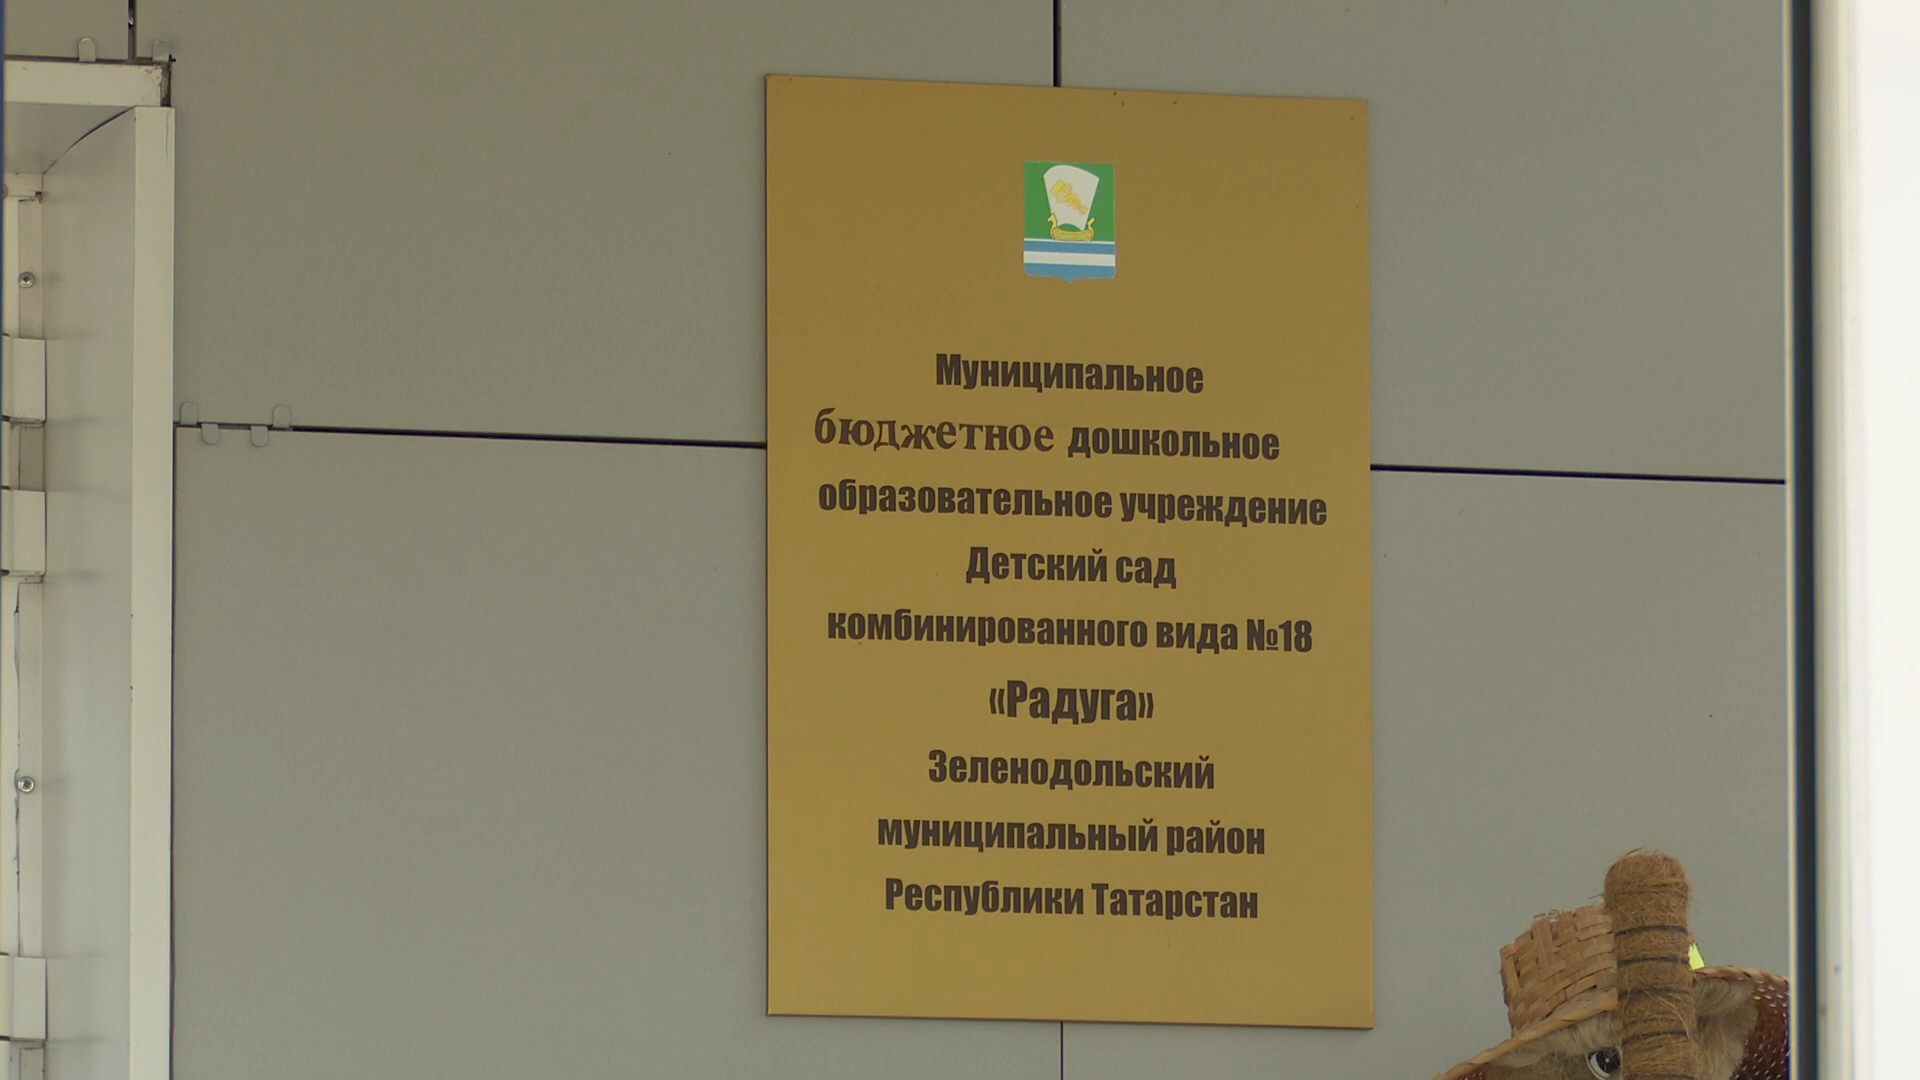 Муниципальное
бюджетное дошкольное
образовательное учреждение
Детский сад
комбинированного вида №18
«Радуга»
Зеленодольский
муниципальный район
Республики Татарстан